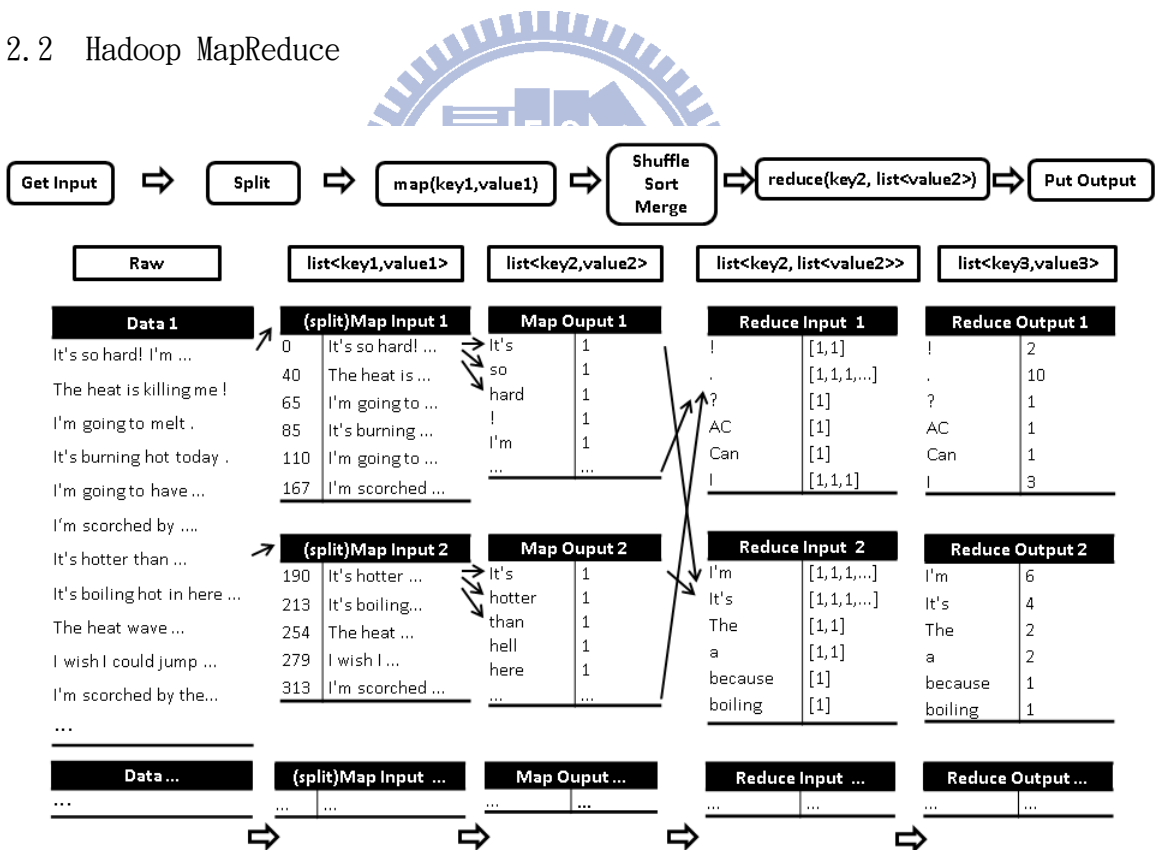 2.2 Hadoop MapReduce
Get Input
Split
map(key1,value1)
Shuffle
Sort
Merge
reduce(key2, list<value2>)
Put Output
Raw
list<key1,value1>
list<key2,value2>
list<key2, list<value2>>
list<key3,value3>
Data 1
It's so hard! I'm ...
The heat is killing me !
I'm going to melt .
It's burning hot today .
I'm going to have ...
I'm scorched by ....
It's hotter than ...
It's boiling hot in here ...
The heat wave ...
I wish I could jump ...
I'm scorched by the...
...
(split)Map Input 1
0 It's so hard! ...
40 The heat is ...
65 I'm going to ...
85 It's burning ...
110 I'm going to ...
167 I'm scorched ...
Map Ouput 1
It's 1
so 1
hard 1
! 1
I'm 1
... ...
Reduce Input 1
! [1,1]
. [1,1,1,...]
? [1]
AC [1]
Can [1]
I [1,1,1]
Reduce Output 1
! 2
. 10
? 1
AC 1
Can 1
I 3
(split)Map Input 2
190 It's hotter ...
213 It's boiling...
254 The heat ...
279 I wish I ...
313 I'm scorched ...
Map Ouput 2
It's 1
hotter 1
than 1
hell 1
here 1
... ...
Reduce Input 2
I'm [1,1,1,...]
It's [1,1,1,...]
The [1,1]
a [1,1]
because [1]
boiling [1]
Reduce Output 2
I'm 6
It's 4
The 2
a 2
because 1
boiling 1
Data ...
...
(split)Map Input ...
... ...
Map Ouput ...
... ...
Reduce Input ...
... ...
Reduce Output ...
... ...